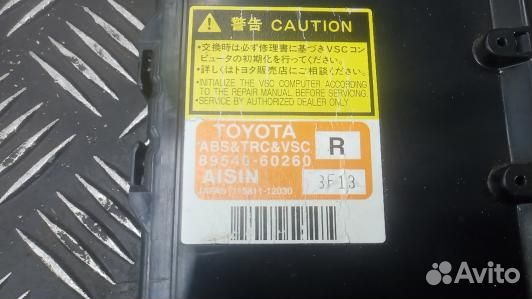 警告 CAUTION
・交換時は必ず修理書に基づきVSCコン
ピュータの初期化を行ってください。
・詳しくはトヨタ販売店にご相談ください。
・INITIALIZE THE VSC COMPUTER ACCORDING
TO THE REPAIR MANUAL BEFORE SERVICING.
・SERVICE BY AUTHORIZED DEALER ONLY
TOYOTA
ABS&TRC&VSC
R
89540-60260
AISIN
3F13
JAPAN 115811-12030
Avito